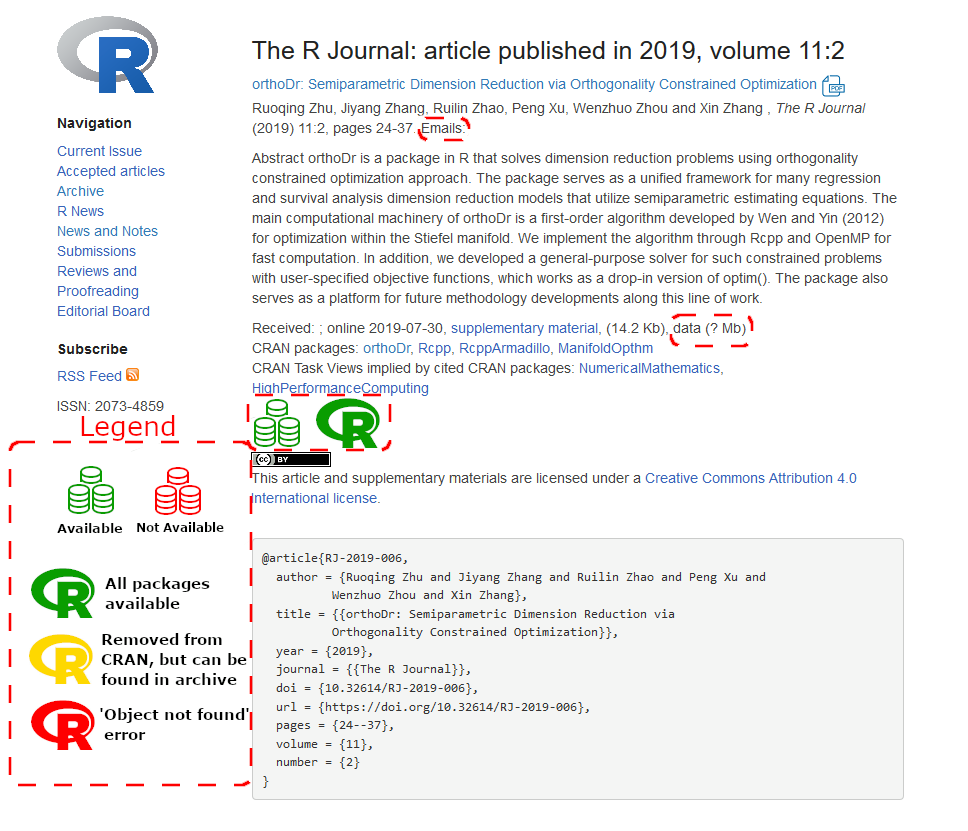 R
Navigation
Current Issue
Accepted articles
Archive
R News
News and Notes
Submissions
Reviews and
Proofreading
Editorial Board
Subscribe
RSS Feed
ISSN: 2073-4859
The R Journal: article published in 2019, volume 11:2
orthoDr: Semiparametric Dimension Reduction via Orthogonality Constrained Optimization PDF
Ruoqing Zhu, Jiyang Zhang, Ruilin Zhao, Peng Xu, Wenzhuo Zhou and Xin Zhang , The R Journal
(2019) 11:2, pages 24-37. Emails:
Abstract orthoDr is a package in R that solves dimension reduction problems using orthogonality
constrained optimization approach. The package serves as a unified framework for many regression
and survival analysis dimension reduction models that utilize semiparametric estimating equations. The
main computational machinery of orthoDr is a first-order algorithm developed by Wen and Yin (2012)
for optimization within the Stiefel manifold. We implement the algorithm through Rcpp and OpenMP for
fast computation. In addition, we developed a general-purpose solver for such constrained problems
with user-specified objective functions, which works as a drop-in version of optim(). The package also
serves as a platform for future methodology developments along this line of work.
Received: ; online 2019-07-30, supplementary material, (14.2 Kb), data (? Mb)
CRAN packages: orthoDr, Rcpp, RcppArmadillo, ManifoldOpthm
CRAN Task Views implied by cited CRAN packages: NumericalMathematics,
HighPerformanceComputing
R
cc BY
This article and supplementary materials are licensed under a Creative Commons Attribution 4.0
International license.
Legend
Available
Not Available
R
All packages
available
R
Removed from
CRAN, but can be
found in archive
R
'Object not found'
error
@article{RJ-2019-006,
author = {Ruoqing Zhu and Jiyang Zhang and Ruilin Zhao and Peng Xu and
Wenzhuo Zhou and Xin Zhang},
title = {{orthoDr: Semiparametric Dimension Reduction via
Orthogonality Constrained Optimization}},
year = {2019},
journal = {{The R Journal}},
doi = {10.32614/RJ-2019-006},
url = {https://doi.org/10.32614/RJ-2019-006},
pages = {24--37},
volume = {11},
number = {2}
}